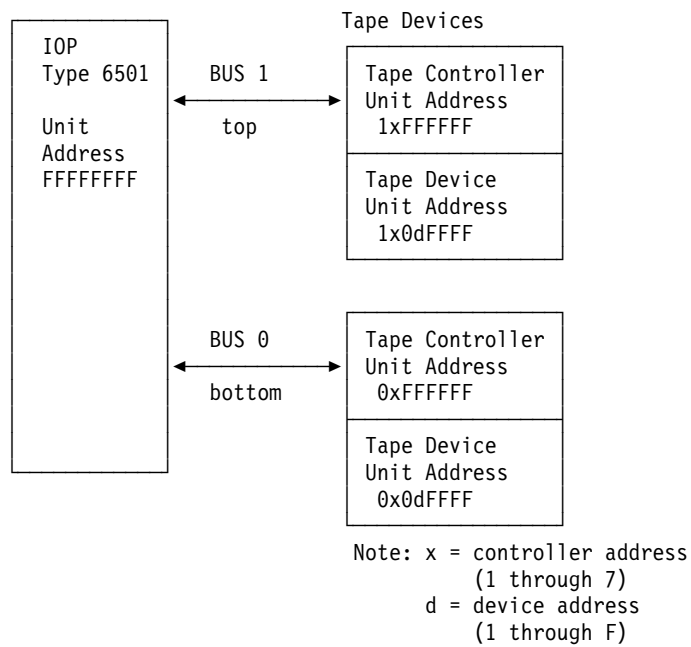 Tape Devices
IOP
Type 6501
Unit
Address
FFFFFFFF
BUS 1
top
Tape Controller
Unit Address
1xFFFFFF
Tape Device
Unit Address
1x0dFFFF
BUS 0
bottom
Tape Controller
Unit Address
0xFFFFFF
Tape Device
Unit Address
0x0dFFFF
Note: x = controller address
(1 through 7)
d = device address
(1 through F)